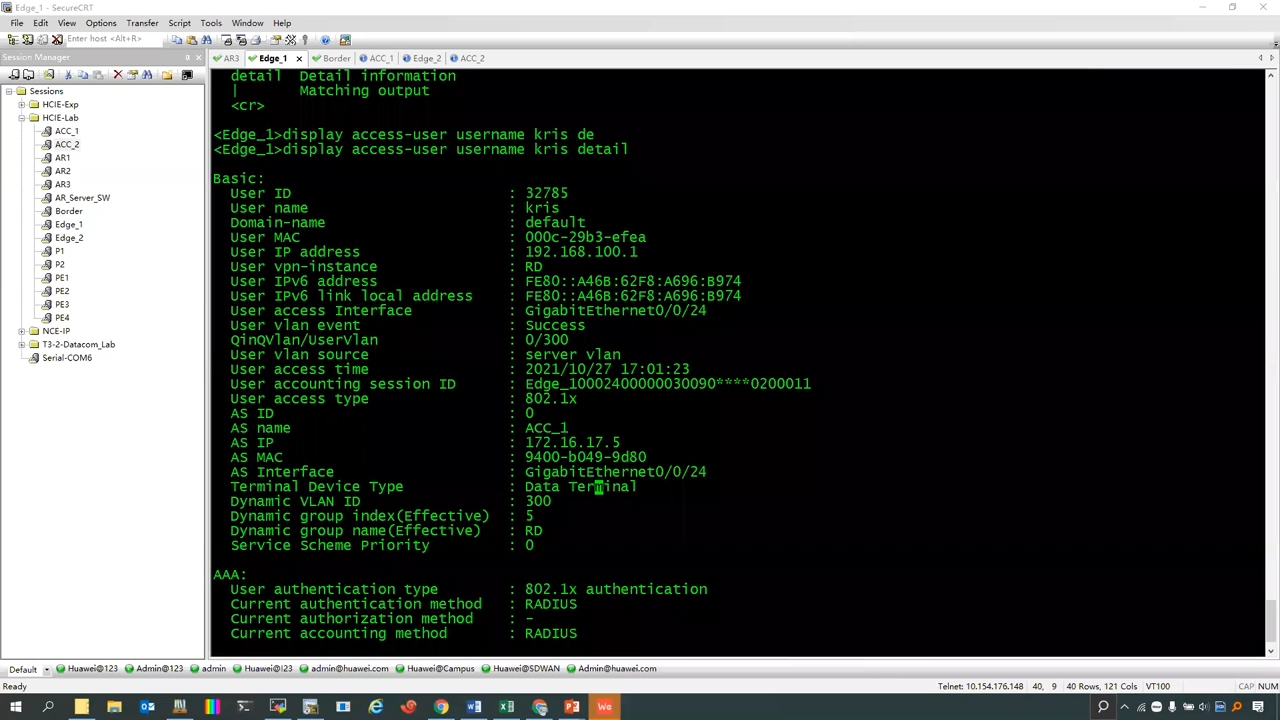 Edge_1 - SecureCRT
File Edit View Options Transfer Script Tools Window Help
Enter host <Alt+R>
Session Manager
AR3 Edge_1 × Border ACC_1 Edge_2 ACC_2
Sessions
HCIE-Exp
HCIE-Lab
ACC_1
ACC_2
AR1
AR2
AR3
AR_Server_SW
Border
Edge_1
Edge_2
P1
P2
PE1
PE2
PE3
PE4
NCE-IP
T3-2-Datacom_Lab
Serial-COM6
detail Detail information
| Matching output
<cr>
<Edge_1>display access-user username kris de
<Edge_1>display access-user username kris detail
Basic:
User ID : 32785
User name : kris
Domain-name : default
User MAC : 000c-29b3-efea
User IP address : 192.168.100.1
User vpn-instance : RD
User IPv6 address : FE80::A46B:62F8:A696:B974
User IPv6 link local address : FE80::A46B:62F8:A696:B974
User access Interface : GigabitEthernet0/0/24
User vlan event : Success
QinQVlan/UserVlan : 0/300
User vlan source : server vlan
User access time : 2021/10/27 17:01:23
User accounting session ID : Edge_10002400000030090****0200011
User access type : 802.1x
AS ID : 0
AS name : ACC_1
AS IP : 172.16.17.5
AS MAC : 9400-b049-9d80
AS Interface : GigabitEthernet0/0/24
Terminal Device Type : Data Terminal
Dynamic VLAN ID : 300
Dynamic group index(Effective) : 5
Dynamic group name(Effective) : RD
Service Scheme Priority : 0
AAA:
User authentication type : 802.1x authentication
Current authentication method : RADIUS
Current authorization method : -
Current accounting method : RADIUS
Default Huawei@123 Admin@123 admin Huawei@!23 admin@huawei.com Huawei@Campus Huawei@SDWAN Admin@huawei.com
Ready Telnet: 10.154.176.148 40, 9 40 Rows, 121 Cols VT100 CAP NUM
We